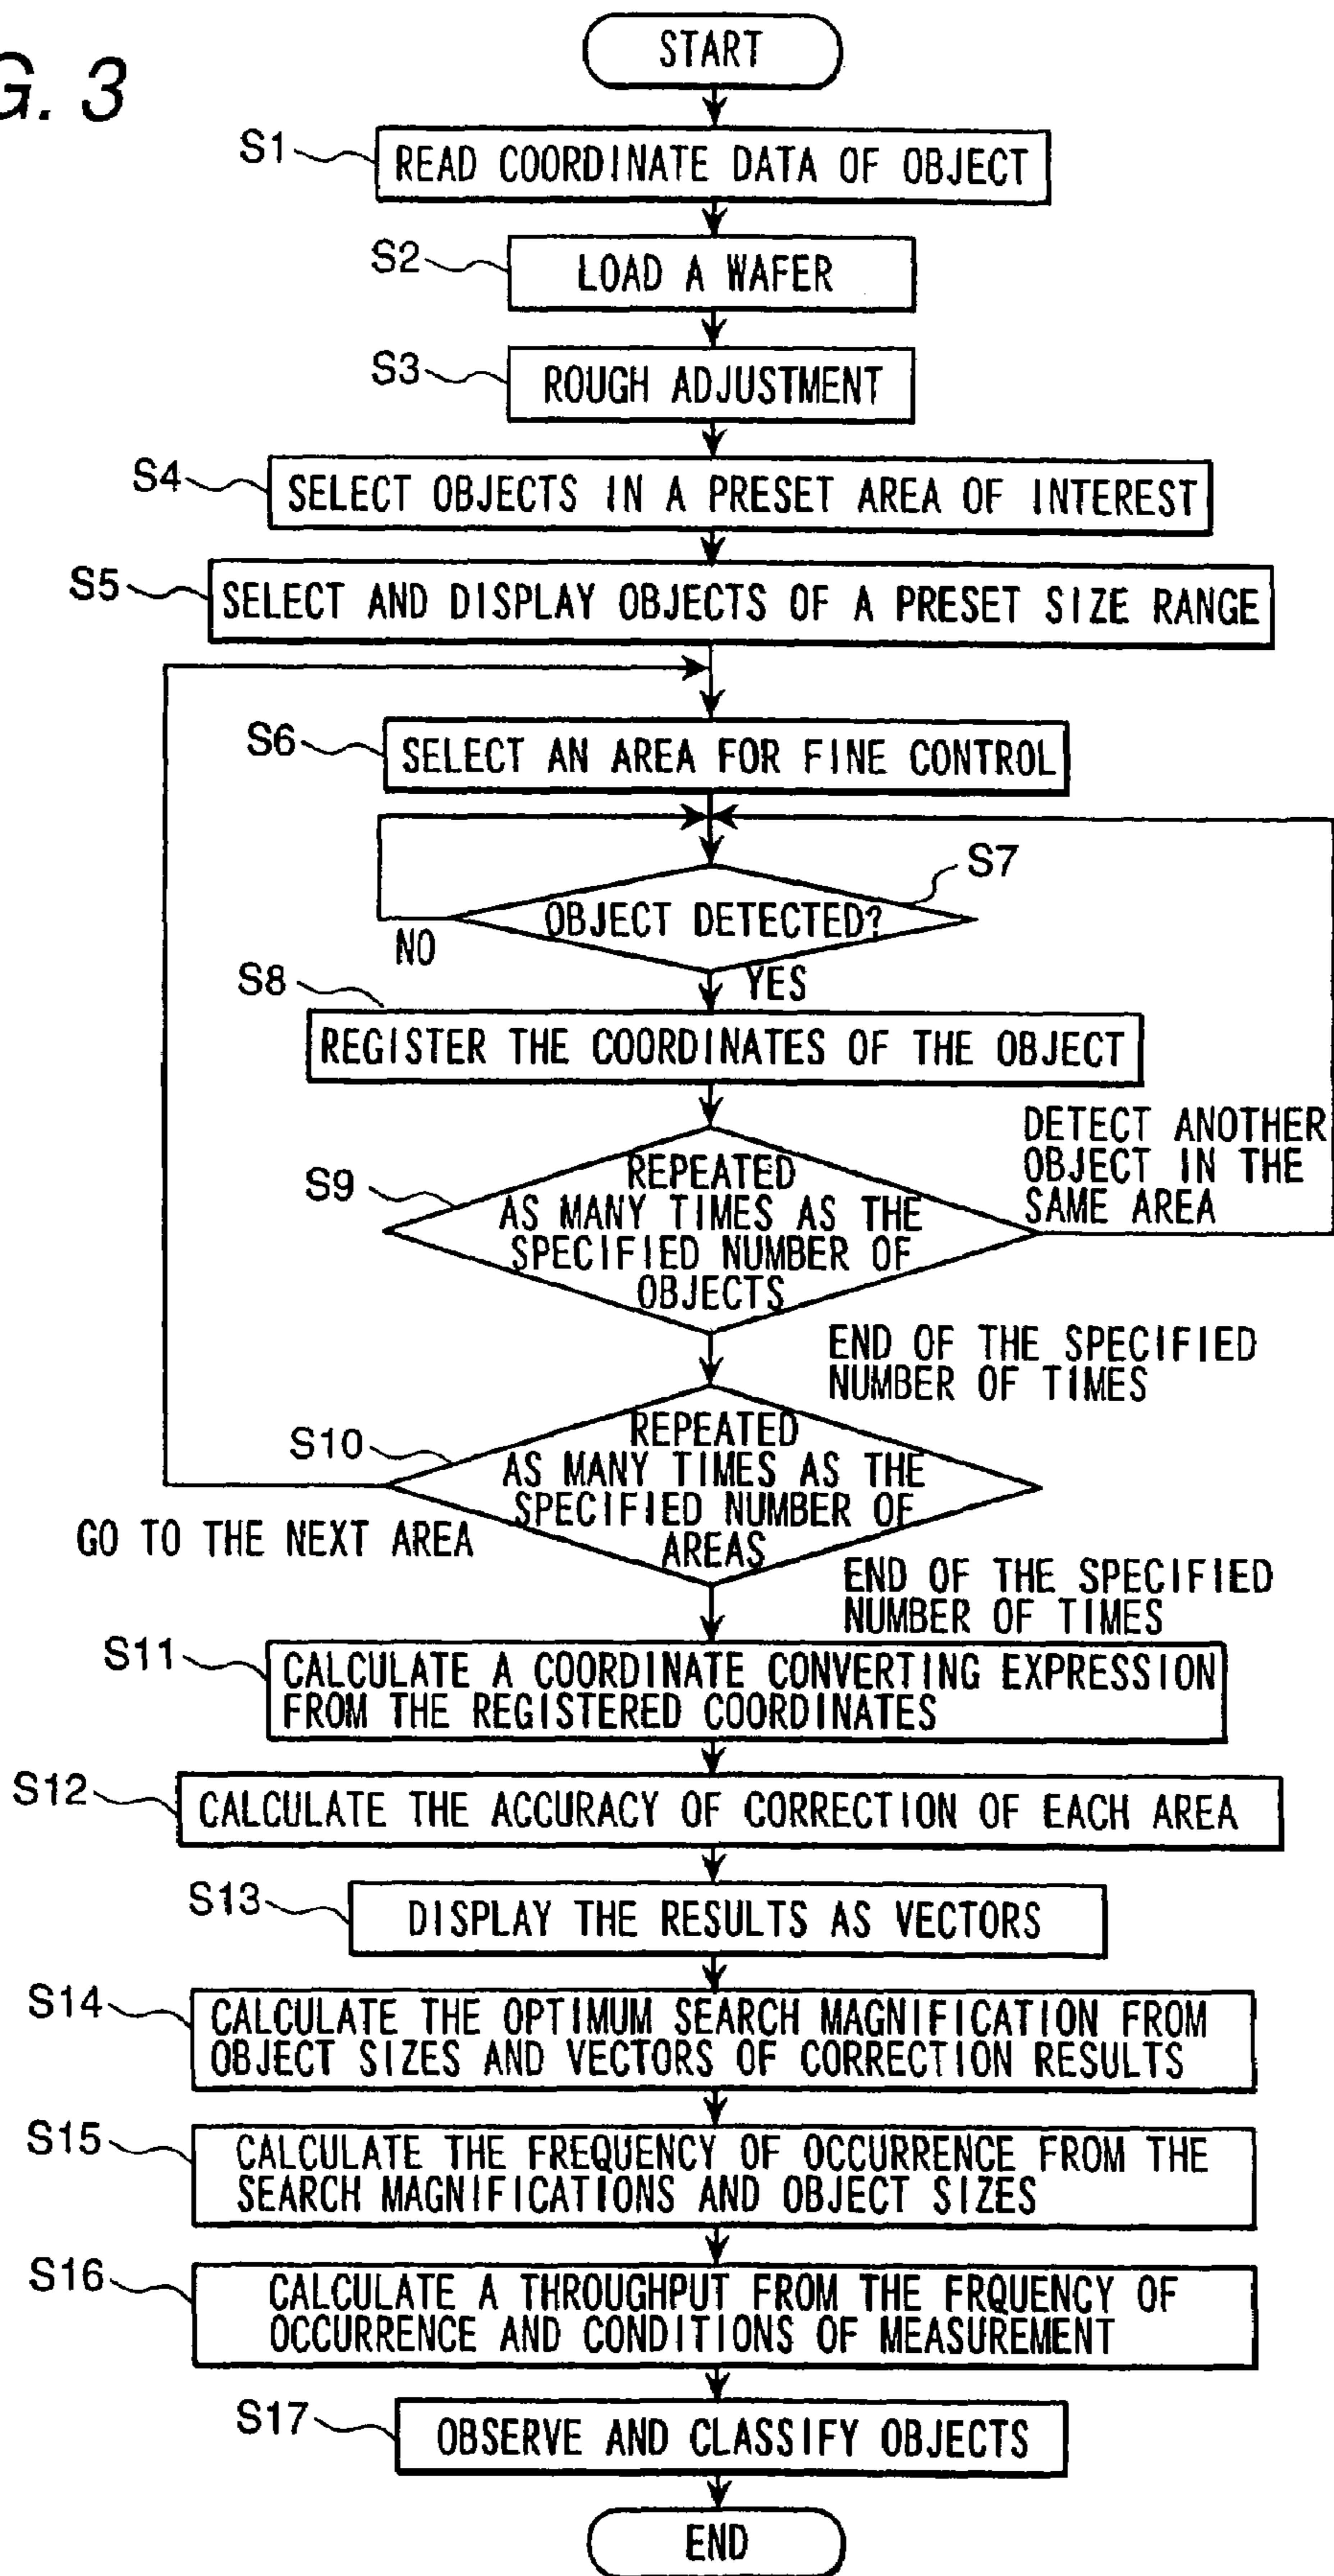 G. 3
START
S1
READ COORDINATE DATA OF OBJECT
S2
LOAD A WAFER
S3
ROUGH ADJUSTMENT
S4
SELECT OBJECTS IN A PRESET AREA OF INTEREST
S5
SELECT AND DISPLAY OBJECTS OF A PRESET SIZE RANGE
S6
SELECT AN AREA FOR FINE CONTROL
S7
OBJECT DETECTED?
NO
YES
S8
REGISTER THE COORDINATES OF THE OBJECT
S9
REPEATED
AS MANY TIMES AS THE
SPECIFIED NUMBER OF
OBJECTS
DETECT ANOTHER
OBJECT IN THE
SAME AREA
END OF THE SPECIFIED
NUMBER OF TIMES
S10
REPEATED
AS MANY TIMES AS THE
SPECIFIED NUMBER OF
AREAS
GO TO THE NEXT AREA
END OF THE SPECIFIED
NUMBER OF TIMES
S11
CALCULATE A COORDINATE CONVERTING EXPRESSION
FROM THE REGISTERED COORDINATES
S12
CALCULATE THE ACCURACY OF CORRECTION OF EACH AREA
S13
DISPLAY THE RESULTS AS VECTORS
S14
CALCULATE THE OPTIMUM SEARCH MAGNIFICATION FROM
OBJECT SIZES AND VECTORS OF CORRECTION RESULTS
S15
CALCULATE THE FREQUENCY OF OCCURRENCE FROM THE
SEARCH MAGNIFICATIONS AND OBJECT SIZES
S16
CALCULATE A THROUGHPUT FROM THE FRQUENCY OF
OCCURRENCE AND CONDITIONS OF MEASUREMENT
S17
OBSERVE AND CLASSIFY OBJECTS
END